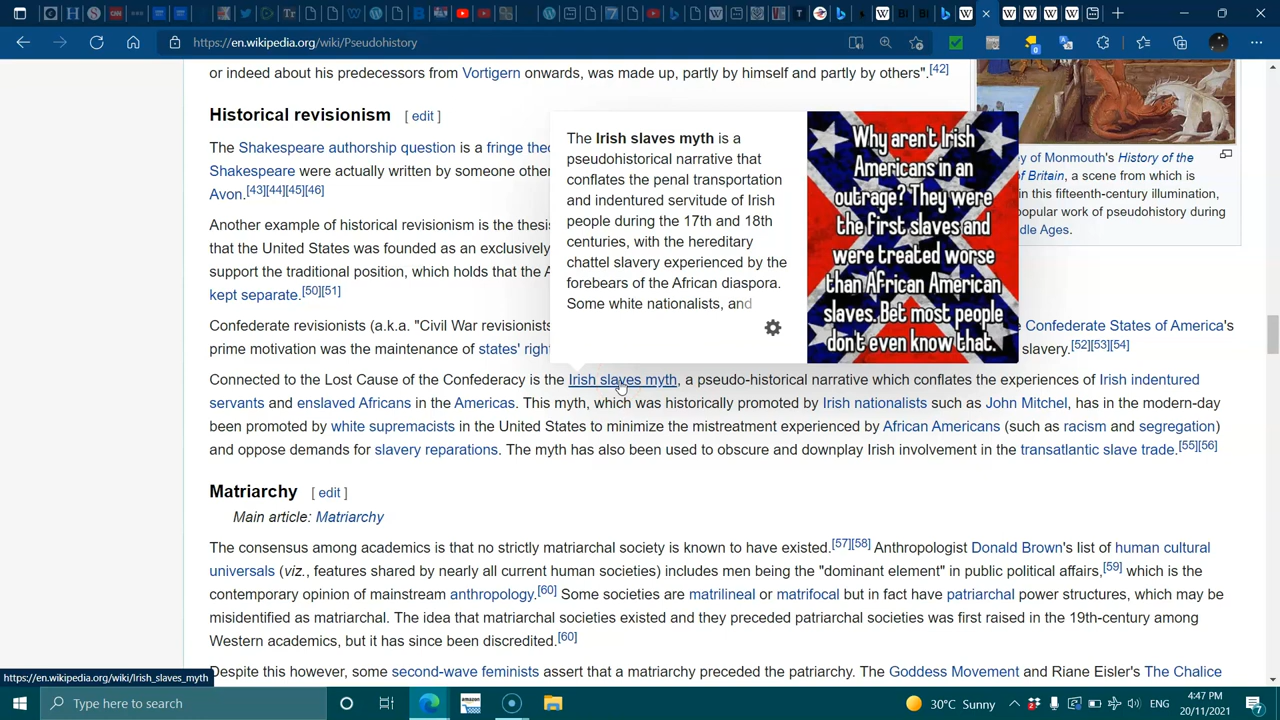 https://en.wikipedia.org/wiki/Pseudohistory
or indeed about his predecessors from Vortigern onwards, was made up, partly by himself and partly by others".[42]
Historical revisionism [ edit ]
The Shakespeare authorship question is a fringe the
Shakespeare were actually written by someone other
Avon.[43][44][45][46]
Another example of historical revisionism is the thesis
that the United States was founded as an exclusively
support the traditional position, which holds that the A
kept separate.[50][51]
Confederate revisionists (a.k.a. "Civil War revisionists
prime motivation was the maintenance of states' righ
The Irish slaves myth is a
pseudohistorical narrative that
conflates the penal transportation
and indentured servitude of Irish
people during the 17th and 18th
centuries, with the hereditary
chattel slavery experienced by the
forebears of the African diaspora.
Some white nationalists, and
Why aren't Irish
Americans in an
outrage? They were
the first slaves and
were treated worse
than African American
slaves. Bet most people
don't even know that.
ey of Monmouth's History of the
of Britain, a scene from which is
in this fifteenth-century illumination,
popular work of pseudohistory during
ddle Ages.
e Confederate States of America's
slavery.[52][53][54]
Connected to the Lost Cause of the Confederacy is the Irish slaves myth, a pseudo-historical narrative which conflates the experiences of Irish indentured
servants and enslaved Africans in the Americas. This myth, which was historically promoted by Irish nationalists such as John Mitchel, has in the modern-day
been promoted by white supremacists in the United States to minimize the mistreatment experienced by African Americans (such as racism and segregation)
and oppose demands for slavery reparations. The myth has also been used to obscure and downplay Irish involvement in the transatlantic slave trade.[55][56]
Matriarchy [ edit ]
Main article: Matriarchy
The consensus among academics is that no strictly matriarchal society is known to have existed.[57][58] Anthropologist Donald Brown's list of human cultural
universals (viz., features shared by nearly all current human societies) includes men being the "dominant element" in public political affairs,[59] which is the
contemporary opinion of mainstream anthropology.[60] Some societies are matrilineal or matrifocal but in fact have patriarchal power structures, which may be
misidentified as matriarchal. The idea that matriarchal societies existed and they preceded patriarchal societies was first raised in the 19th-century among
Western academics, but it has since been discredited.[60]
Despite this however, some second-wave feminists assert that a matriarchy preceded the patriarchy. The Goddess Movement and Riane Eisler's The Chalice
https://en.wikipedia.org/wiki/Irish_slaves_myth
Type here to search
30°C Sunny
ENG
4:47 PM
20/11/2021